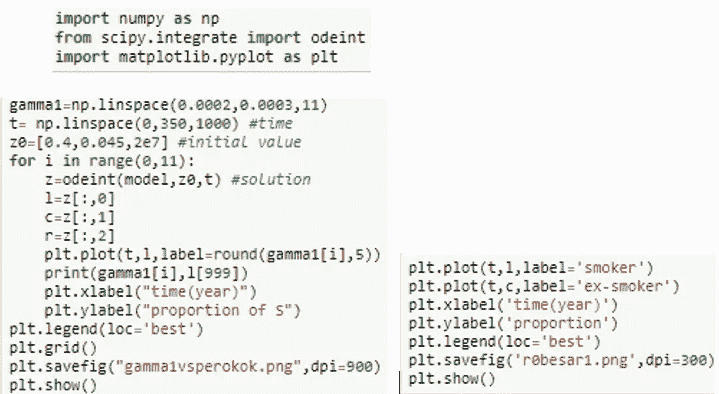 import numpy as np
from scipy.integrate import odeint
import matplotlib.pyplot as plt
gamma1=np.linspace(0.0002,0.0003,11)
t= np.linspace(0,350,1000) #time
z0=[0.4,0.045,2e7] #initial value
for i in range(0,11):
    z=odeint(model,z0,t) #solution
    l=z[:,0]
    c=z[:,1]
    r=z[:,2]
    plt.plot(t,l,label=round(gamma1[i],5))
    print(gamma1[i],l[999])
    plt.xlabel("time(year)")
    plt.ylabel("proportion of S")
plt.legend(loc='best')
plt.grid()
plt.savefig("gamma1vsperokok.png",dpi=900)
plt.show()
plt.plot(t,l,label='smoker')
plt.plot(t,c,label='ex-smoker')
plt.xlabel('time(year)')
plt.ylabel('proportion')
plt.legend(loc='best')
plt.savefig('r0besar1.png',dpi=300)
plt.show()